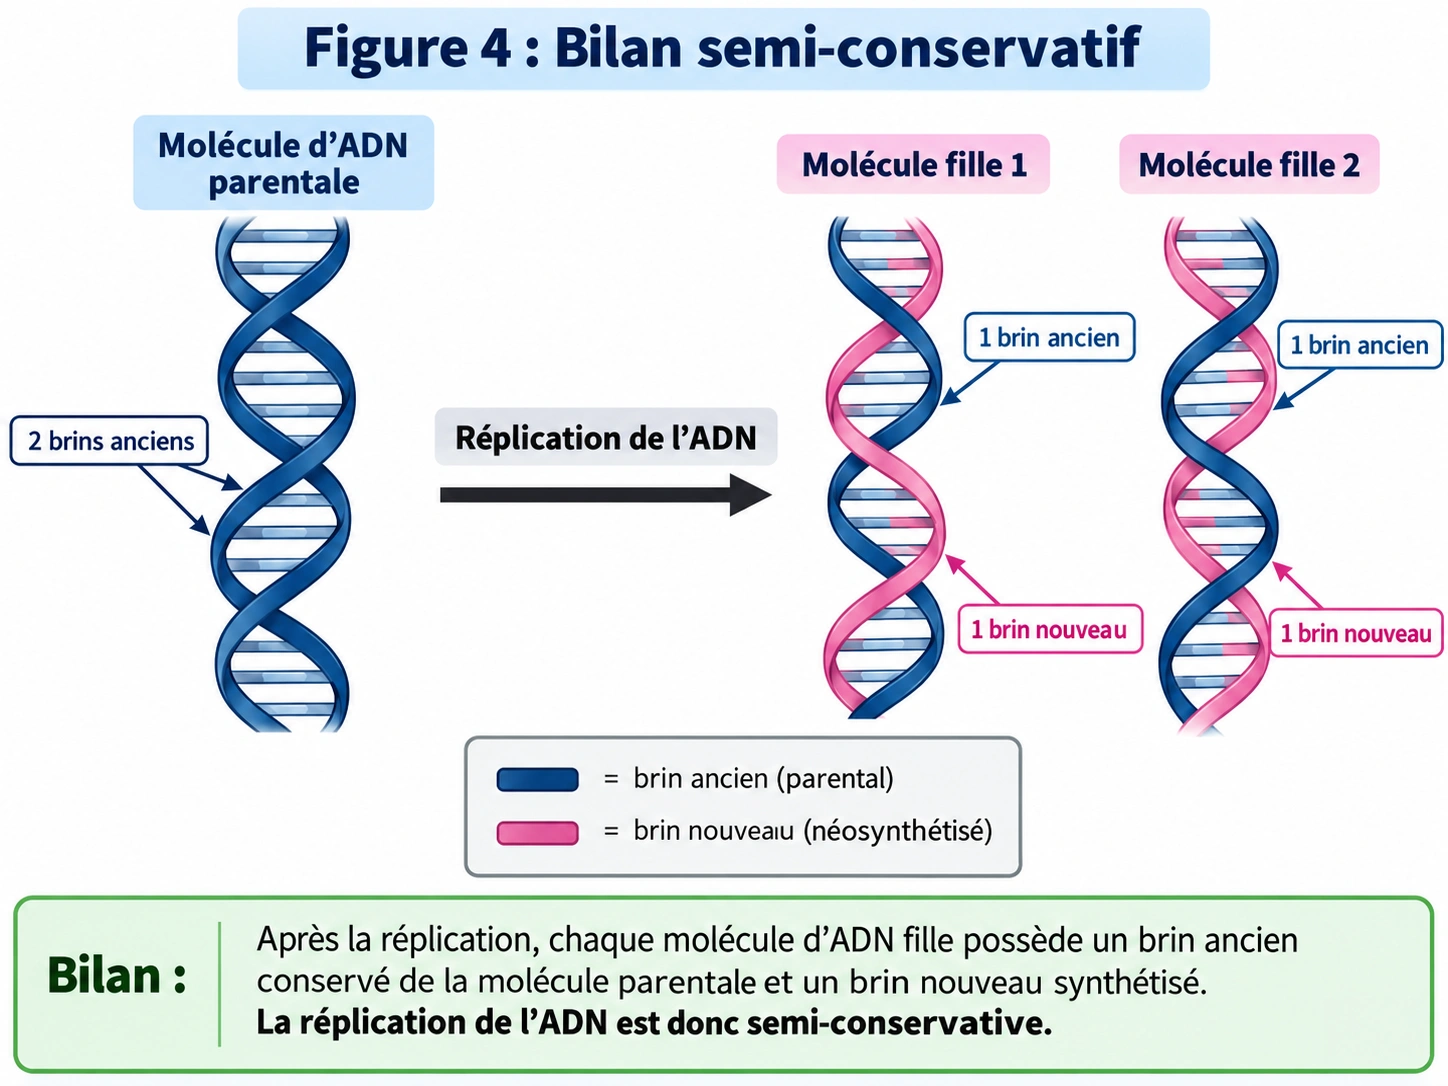 Figure 4 : Bilan semi-conservatif
Molécule d’ADN
parentale
Molécule fille 1
Molécule fille 2
1 brin ancien
1 brin ancien
2 brins anciens
Réplication de l’ADN
1 brin nouveau
1 brin nouveau
= brin ancien (parental)
= brin nouveau (néosynthétisé)
Bilan :
Après la réplication, chaque molécule d’ADN fille possède un brin ancien
conservé de la molécule parentale et un brin nouveau synthétisé.
La réplication de l’ADN est donc semi-conservative.